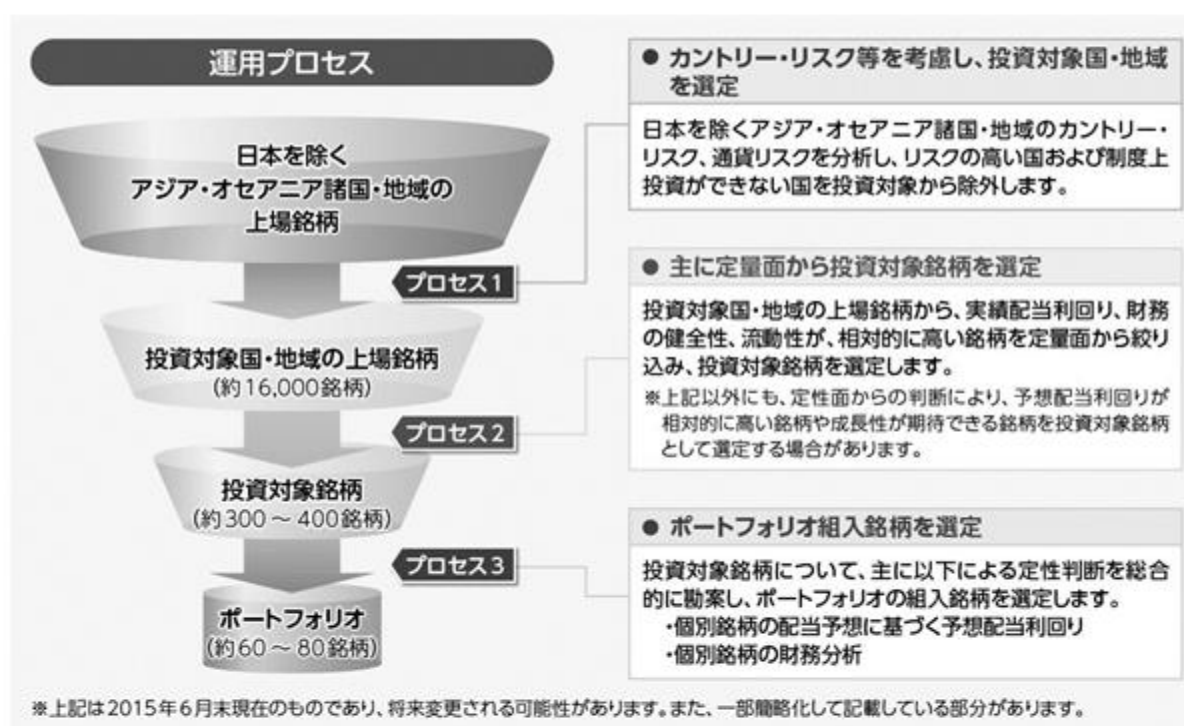 運用プロセス
日本を除く
アジア・オセアニア諸国・地域の
上場銘柄
プロセス1
投資対象国・地域の上場銘柄
(約16,000銘柄)
プロセス2
投資対象銘柄
(約300～400銘柄)
プロセス3
ポートフォリオ
(約60～80銘柄)
● カントリー・リスク等を考慮し、投資対象国・地域
を選定
日本を除くアジア・オセアニア諸国・地域のカントリー・
リスク、通貨リスクを分析し、リスクの高い国および制度上
投資ができない国を投資対象から除外します。
● 主に定量面から投資対象銘柄を選定
投資対象国・地域の上場銘柄から、実績配当利回り、財務
の健全性、流動性が、相対的に高い銘柄を定量面から絞り
込み、投資対象銘柄を選定します。
※上記以外にも、定性面からの判断により、予想配当利回りが
相対的に高い銘柄や成長性が期待できる銘柄を投資対象銘柄
として選定する場合があります。
● ポートフォリオ組入銘柄を選定
投資対象銘柄について、主に以下による定性判断を総合
的に勘案し、ポートフォリオの組入銘柄を選定します。
・個別銘柄の配当予想に基づく予想配当利回り
・個別銘柄の財務分析
※上記は2015年6月末現在のものであり、将来変更される可能性があります。また、一部簡略化して記載している部分があります。